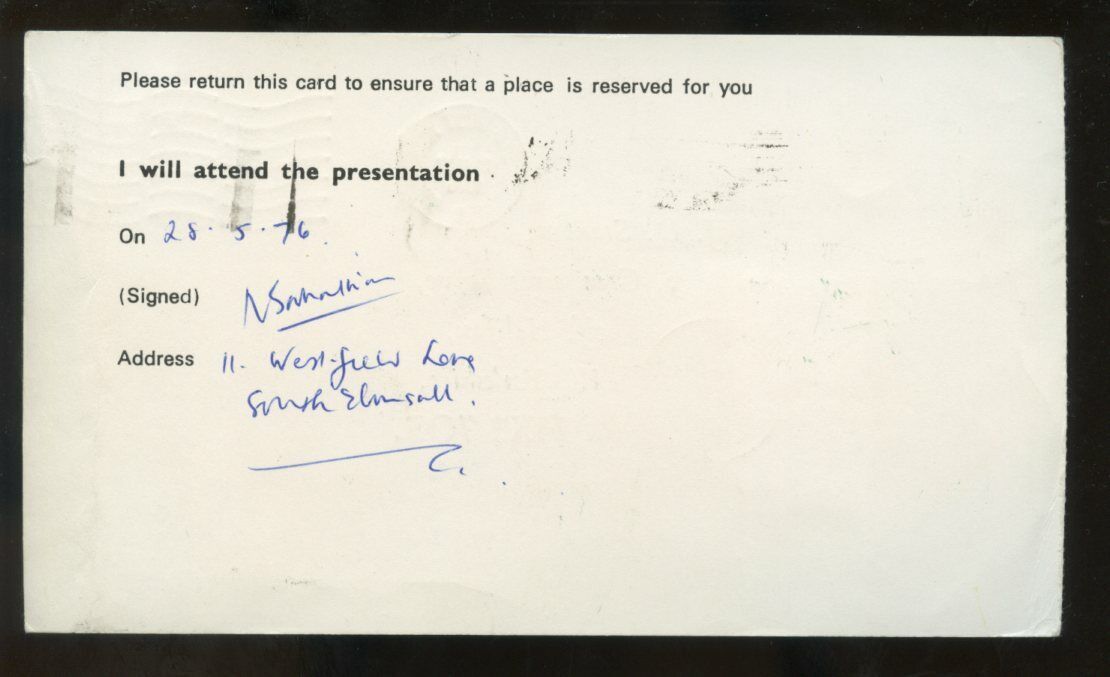 Please return this card to ensure that a place is reserved for you
I will attend the presentation
On 28. 5. 76.
(Signed)
Address 11. Westfield Lane
South Elmsall.